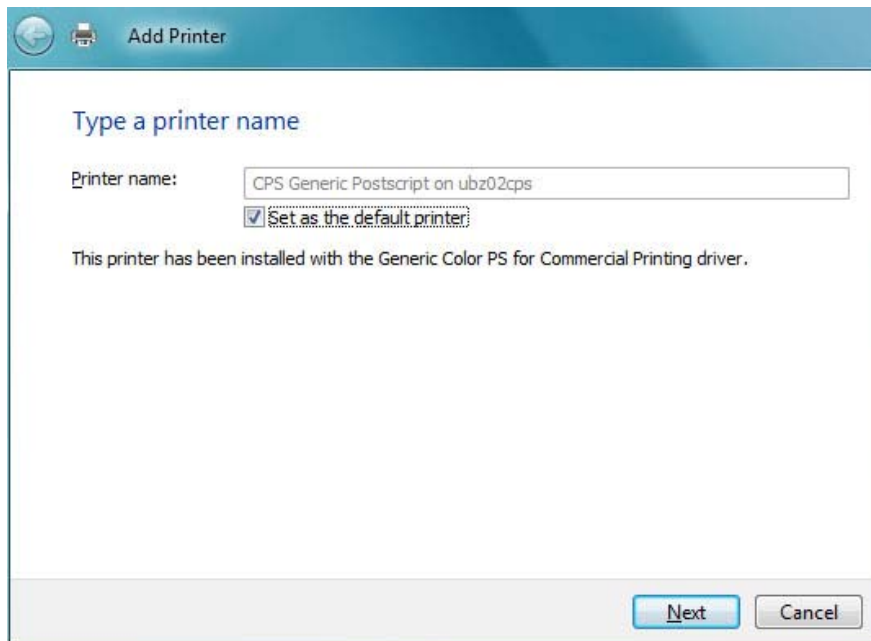 Add Printer
Type a printer name
Printer name: CPS Generic Postscript on ubz02cps
Set as the default printer
This printer has been installed with the Generic Color PS for Commercial Printing driver.
Next Cancel